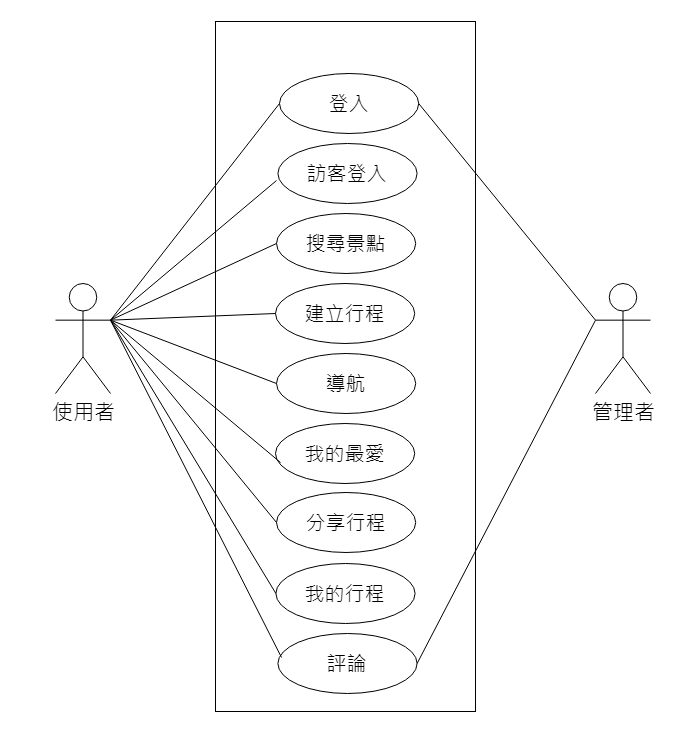 登入
訪客登入
搜尋景點
建立行程
導航
使用者
管理者
我的最愛
分享行程
我的行程
評論